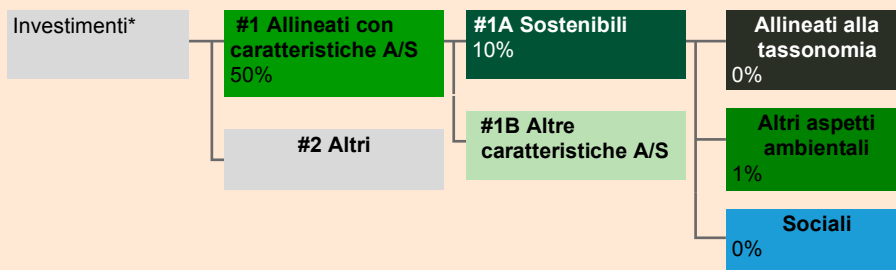 Investimenti*
#1 Allineati con
caratteristiche A/S
50%
#2 Altri
#1A Sostenibili
10%
#1B Altre
caratteristiche A/S
Allineati alla
tassonomia
0%
Altri aspetti
ambientali
1%
Sociali
0%